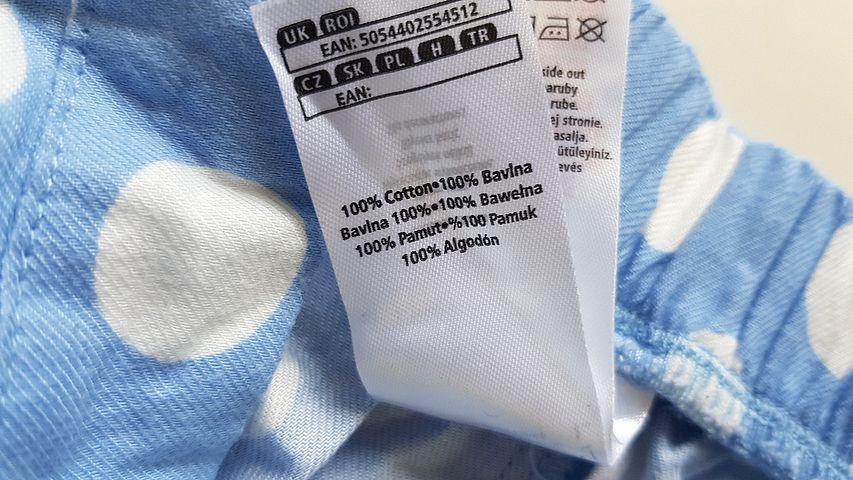 UK ROI
EAN: 5054402554512
CZ SK PL H TR
EAN:
100% Cotton•100% Bavlna
Bavlna 100%•100% Bawełna
100% Pamut•%100 Pamuk
100% Algodón
side out
aruby
rube.
ej stronie.
asalja.
ütüleyiniz.
evés